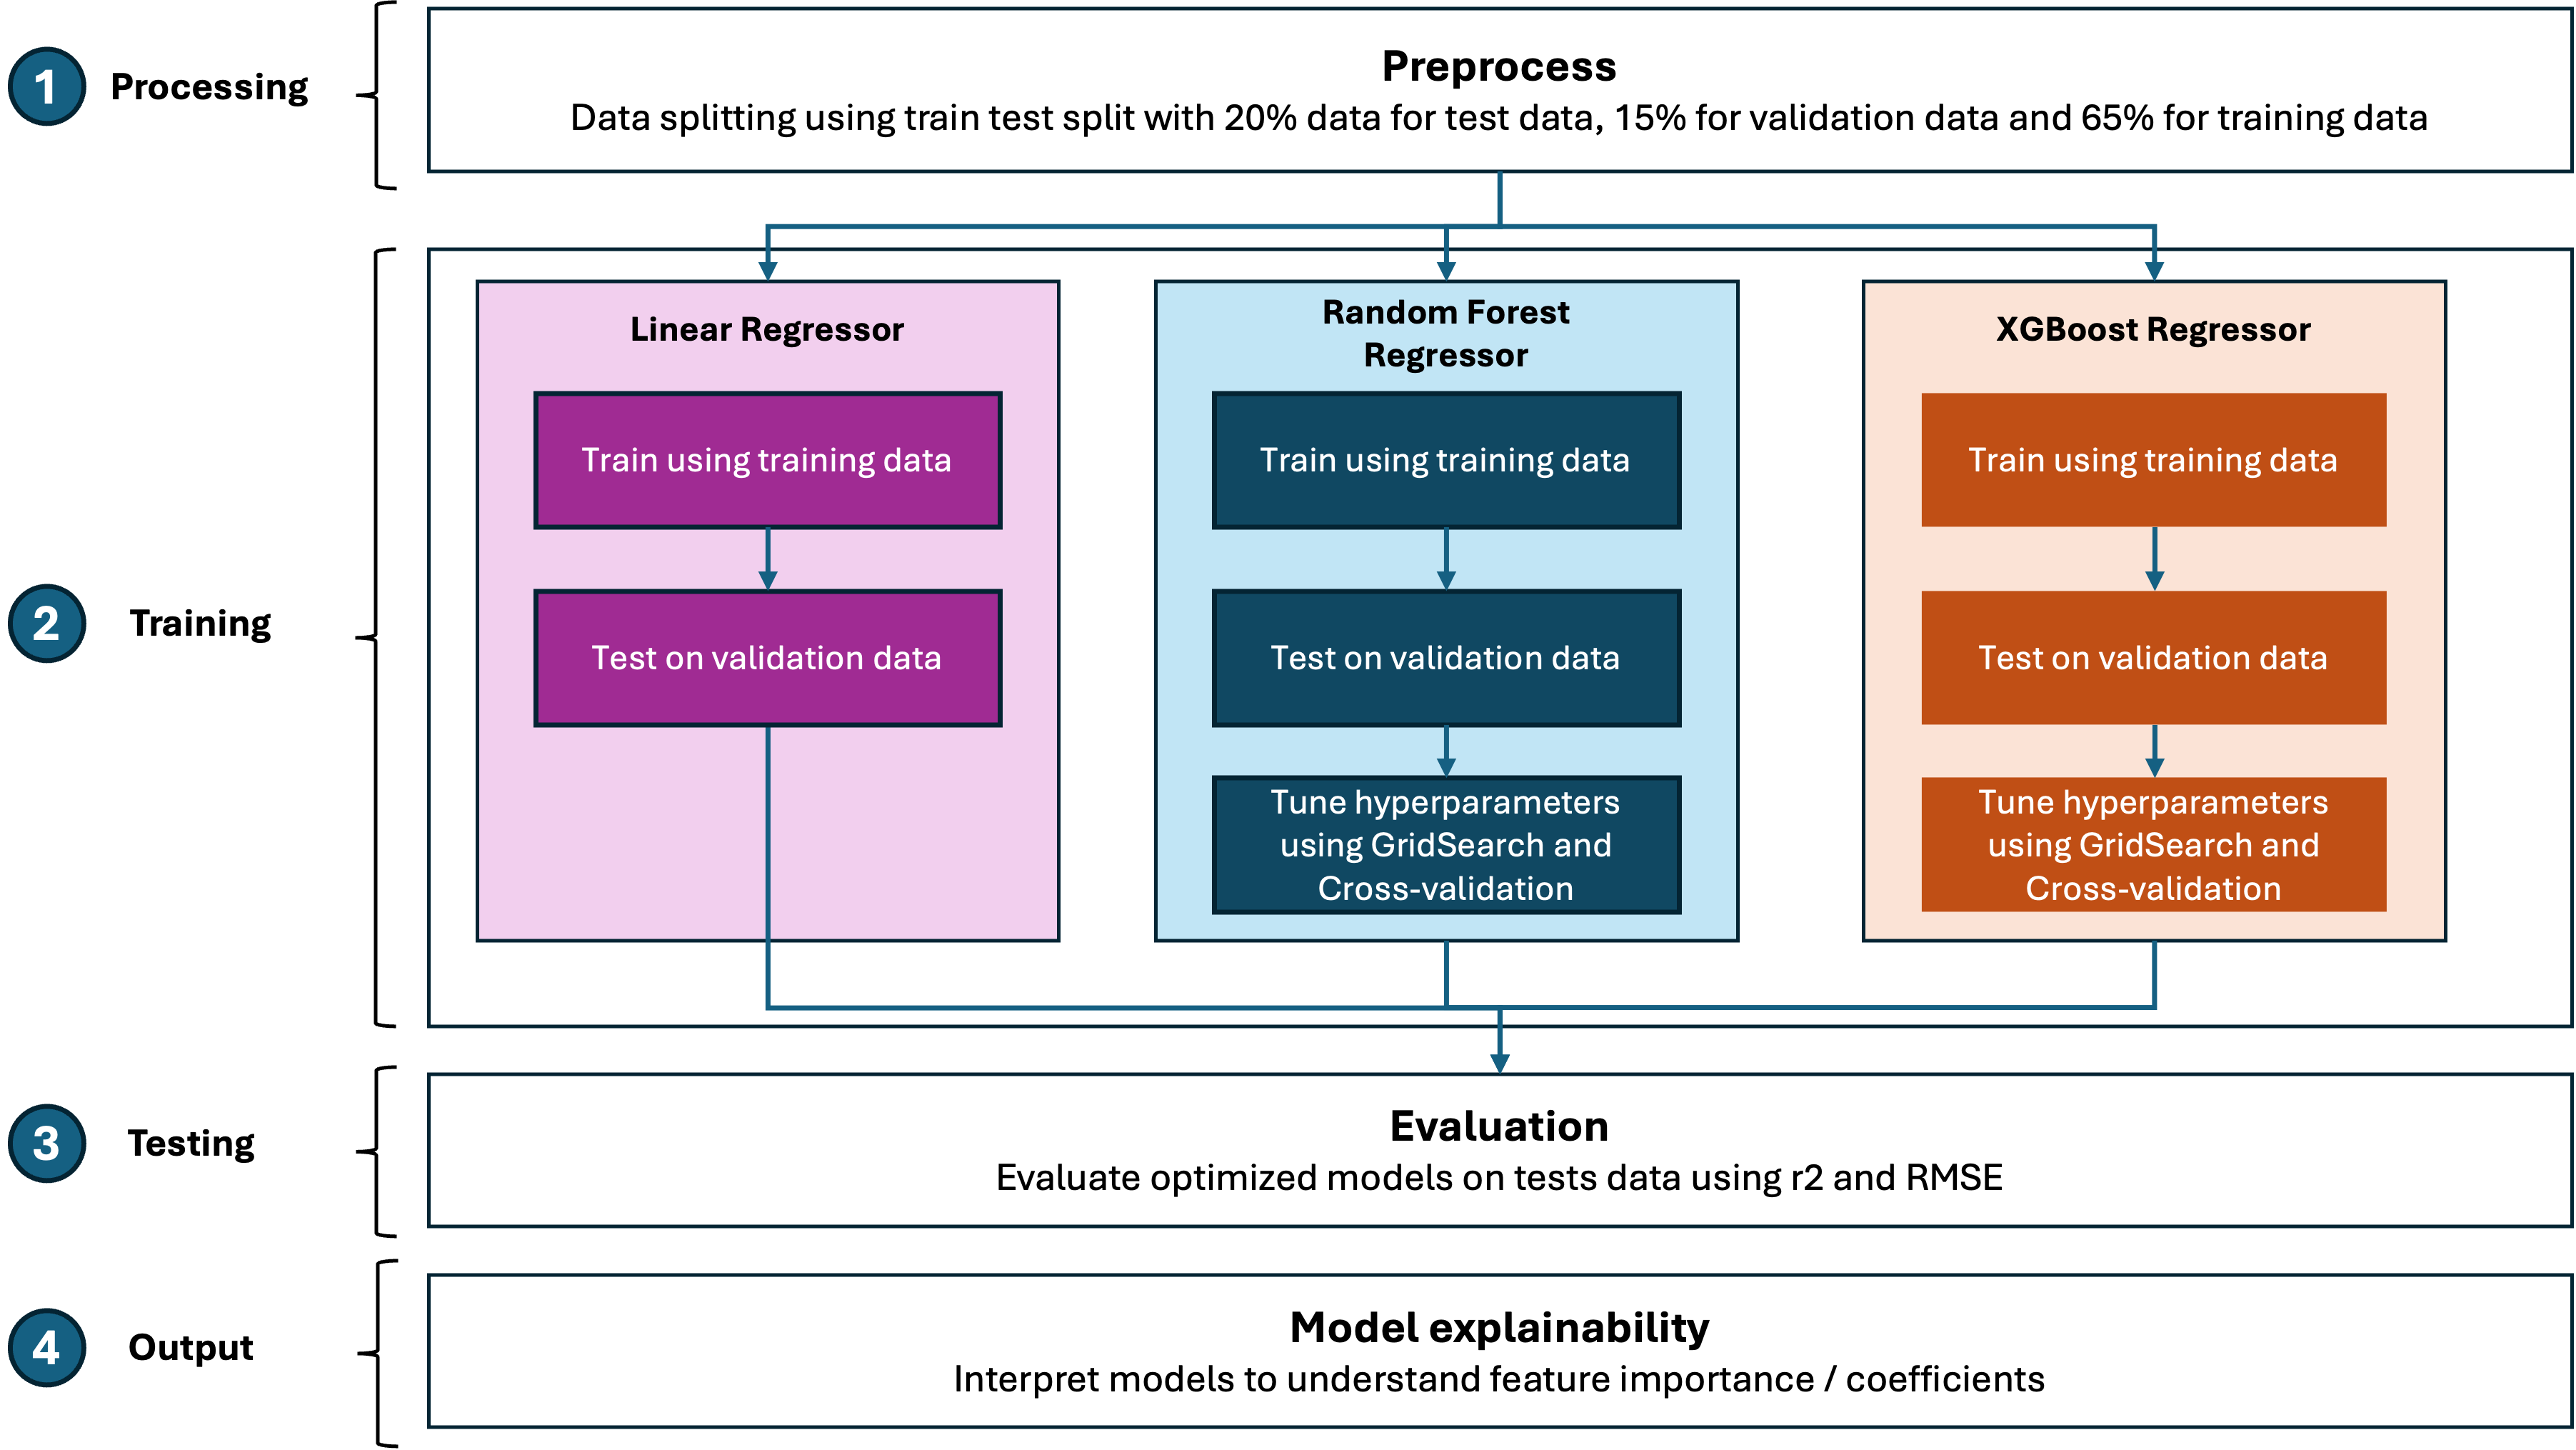 1
Processing
Preprocess
Data splitting using train test split with 20% data for test data, 15% for validation data and 65% for training data
2
Training
Linear Regressor
Train using training data
Test on validation data
Random Forest
Regressor
Train using training data
Test on validation data
Tune hyperparameters
using GridSearch and
Cross-validation
XGBoost Regressor
Train using training data
Test on validation data
Tune hyperparameters
using GridSearch and
Cross-validation
3
Testing
Evaluation
Evaluate optimized models on tests data using r2 and RMSE
4
Output
Model explainability
Interpret models to understand feature importance / coefficients